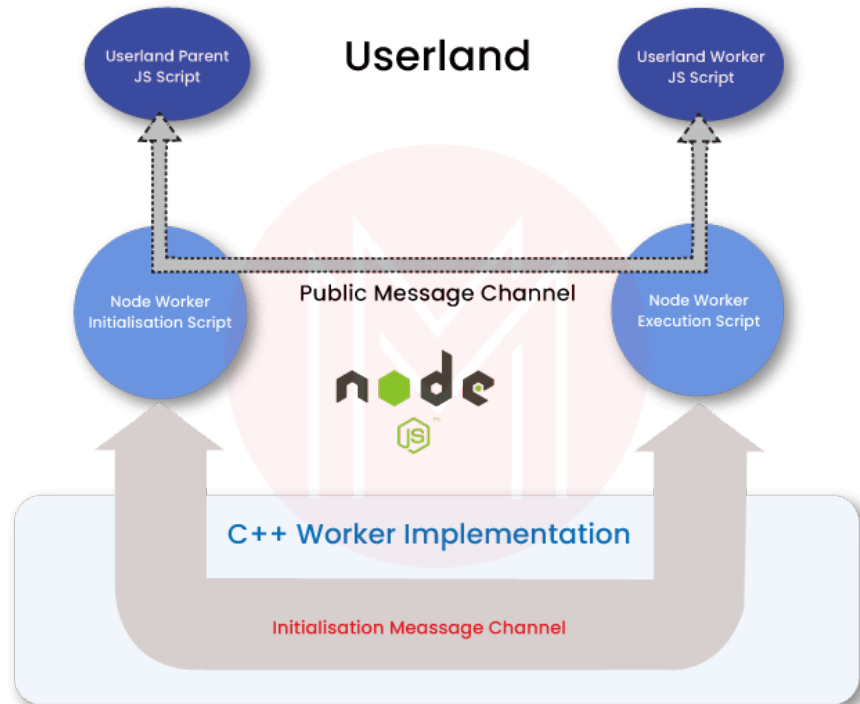 Userland Parent
JS Script
Userland
Userland Worker
JS Script
Public Message Channel
Node Worker
Initialisation Script
Node Worker
Execution Script
node
JS
C++ Worker Implementation
Initialisation Meassage Channel